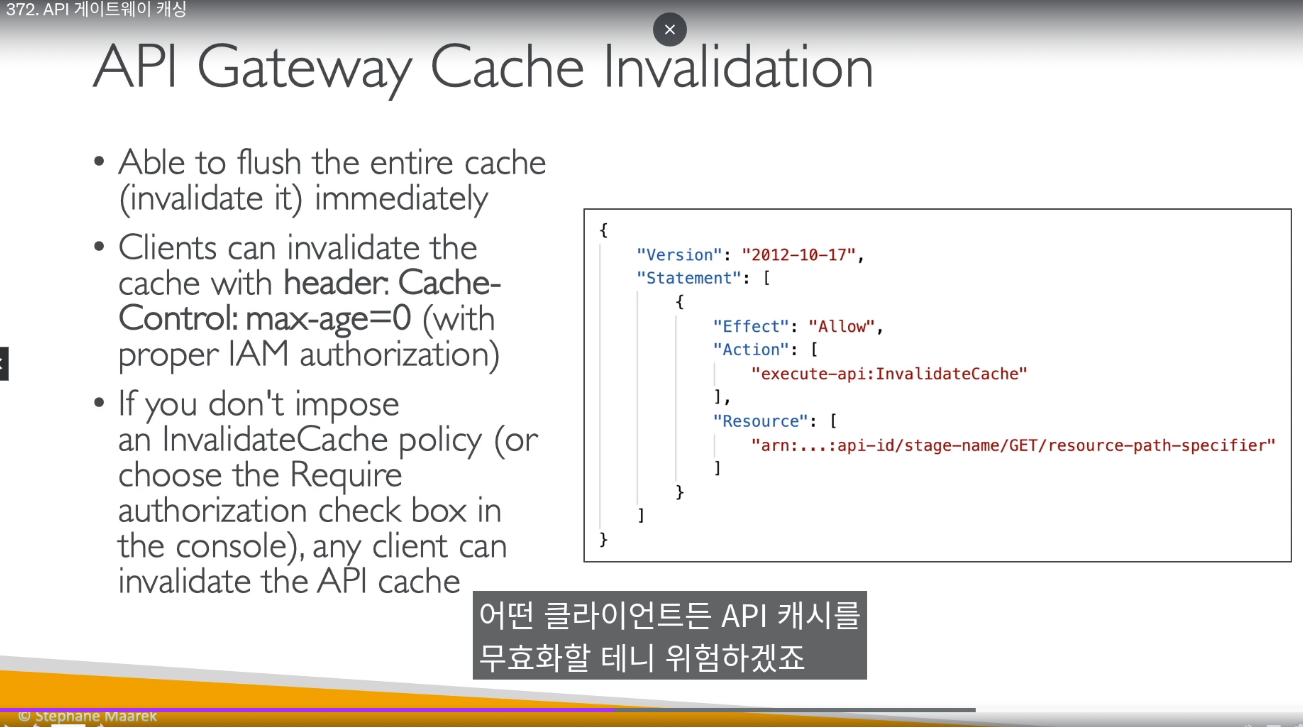 372. API 게이트웨이 캐싱
API Gateway Cache Invalidation
• Able to flush the entire cache
(invalidate it) immediately
• Clients can invalidate the
cache with header: Cache-
Control: max-age=0 (with
proper IAM authorization)
• If you don't impose
an InvalidateCache policy (or
choose the Require
authorization check box in
the console), any client can
invalidate the API cache
{
"Version": "2012-10-17",
"Statement": [
{
"Effect": "Allow",
"Action": [
"execute-api:InvalidateCache"
],
"Resource": [
"arn:...:api-id/stage-name/GET/resource-path-specifier"
]
}
]
}
어떤 클라이언트든 API 캐시를
무효화할 테니 위험하겠죠
© Stephane Maarek